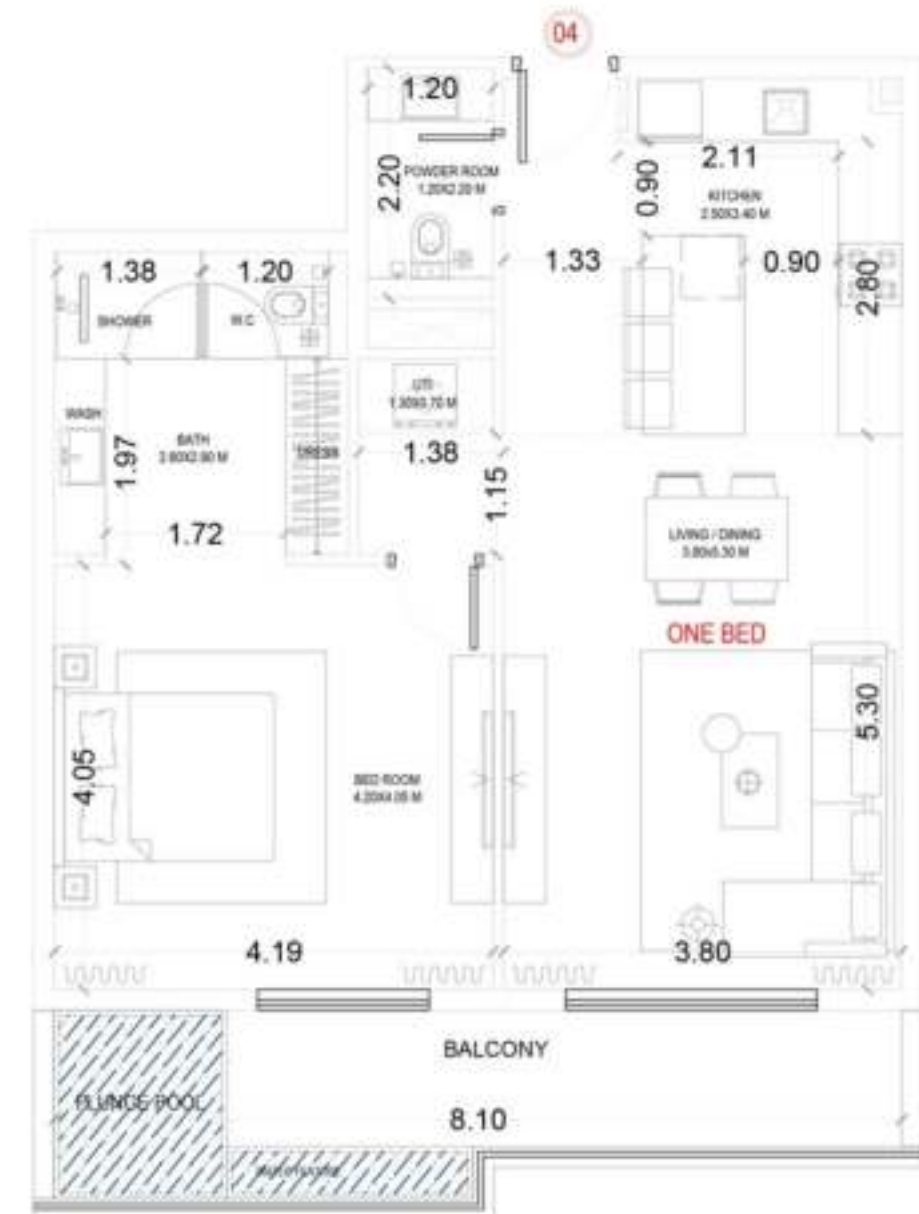 04
1.20
2.20
POWDER ROOM
1.20X2.20 M
2.11
0.90
KITCHEN
2.50X3.40 M
1.38
1.20
1.33
0.90
2.80
SHOWER
W.C
UTI
1.30X0.70 M
WASH
1.97
BATH
DRESS
1.38
1.15
1.72
LIVING / DINING
3.80x5.30 M
ONE BED
5.30
4.05
BED ROOM
4.20X4.05 M
4.19
3.80
BALCONY
PLUNGE POOL
8.10